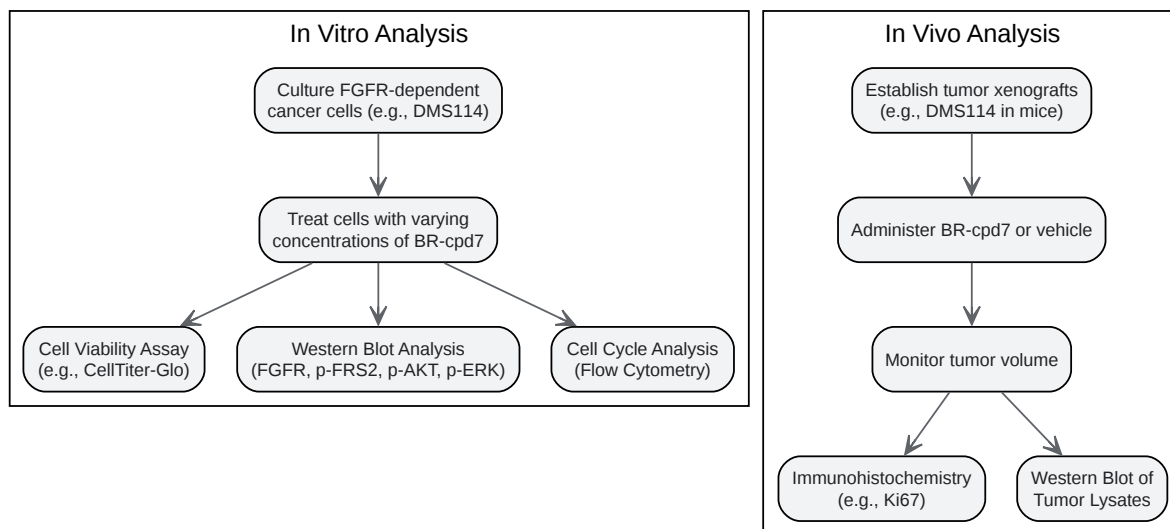 In Vitro Analysis
Culture FGFR-dependent
cancer cells (e.g., DMS114)
Treat cells with varying
concentrations of BR-cpd7
Cell Viability Assay
(e.g., CellTiter-Glo)
Western Blot Analysis
(FGFR, p-FRS2, p-AKT, p-ERK)
Cell Cycle Analysis
(Flow Cytometry)
In Vivo Analysis
Establish tumor xenografts
(e.g., DMS114 in mice)
Administer BR-cpd7 or vehicle
Monitor tumor volume
Immunohistochemistry
(e.g., Ki67)
Western Blot of
Tumor Lysates